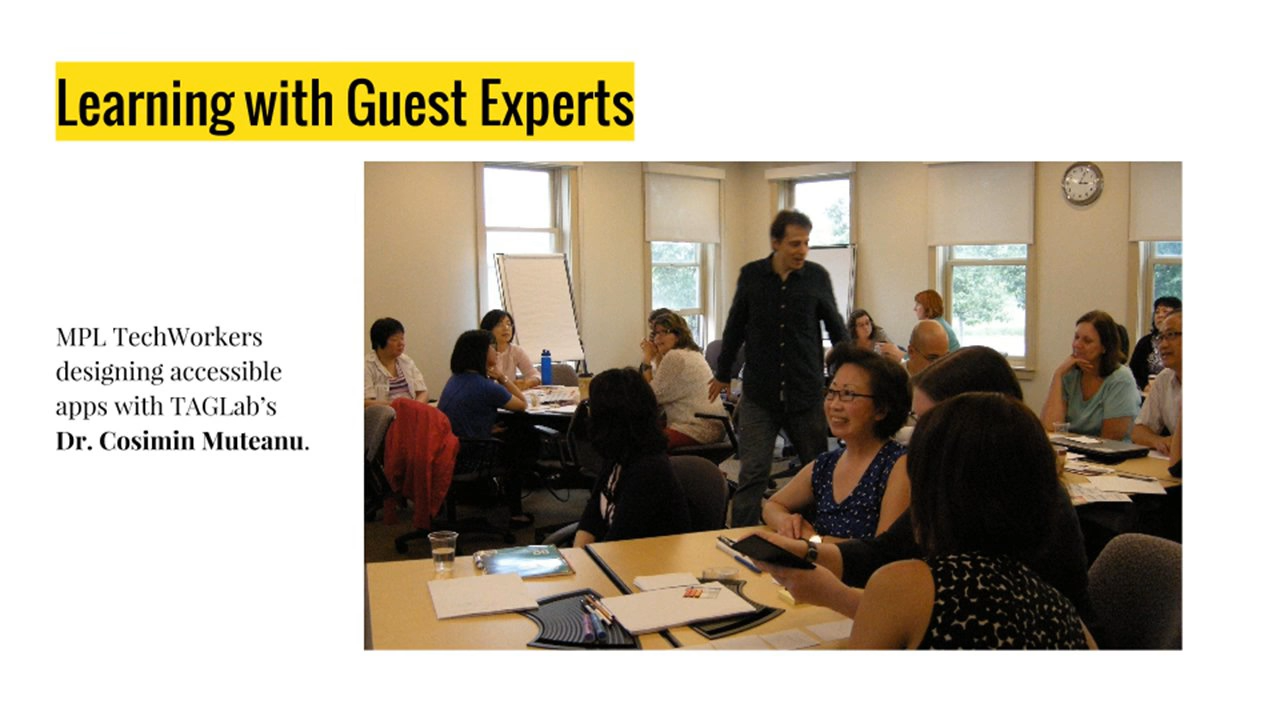 Learning with Guest Experts
MPL TechWorkers
designing accessible
apps with TAGLab’s
Dr. Cosimin Muteanu.